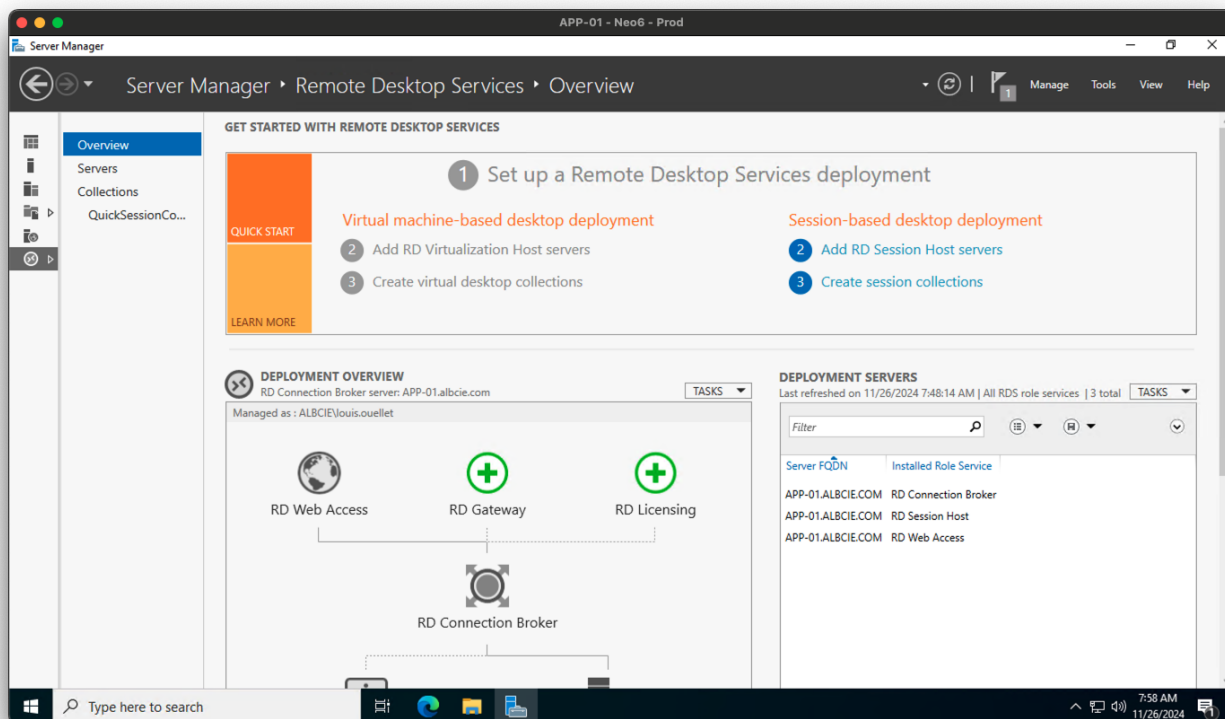 APP-01 - Neo6 - Prod
Server Manager
Server Manager ‣ Remote Desktop Services ‣ Overview
1
Manage
Tools
View
Help
Overview
Servers
Collections
QuickSessionCo...
GET STARTED WITH REMOTE DESKTOP SERVICES
QUICK START
LEARN MORE
1 Set up a Remote Desktop Services deployment
Virtual machine-based desktop deployment
2 Add RD Virtualization Host servers
3 Create virtual desktop collections
Session-based desktop deployment
2 Add RD Session Host servers
3 Create session collections
DEPLOYMENT OVERVIEW
RD Connection Broker server: APP-01.albcie.com
TASKS
Managed as : ALBCIE\louis.ouellet
RD Web Access
RD Gateway
RD Licensing
RD Connection Broker
DEPLOYMENT SERVERS
Last refreshed on 11/26/2024 7:48:14 AM | All RDS role services | 3 total
TASKS
Filter
Server FQDN Installed Role Service
APP-01.ALBCIE.COM RD Connection Broker
APP-01.ALBCIE.COM RD Session Host
APP-01.ALBCIE.COM RD Web Access
Type here to search
7:58 AM
11/26/2024
1